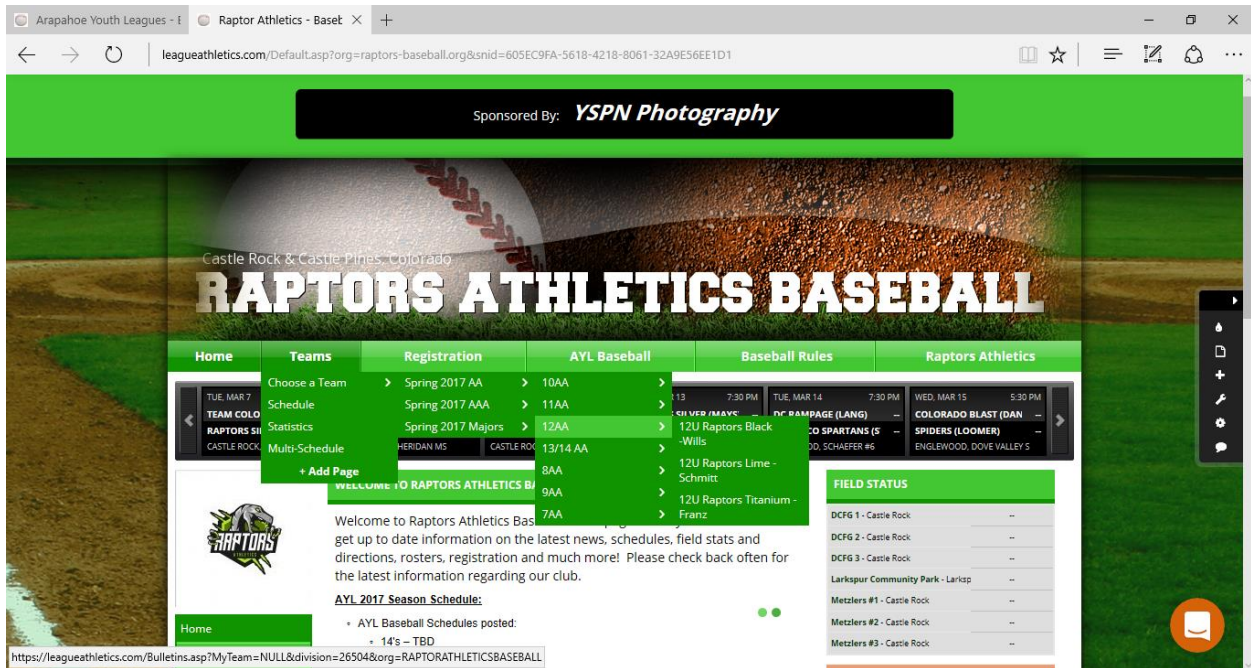 Arapahoe Youth Leagues - E
Raptor Athletics - Baset
leagueathletics.com/Default.asp?org=raptors-baseball.org&snid=605EC9FA-5618-4218-8061-32A9E56EE1D1
Sponsored By: YSPN Photography
Castle Rock & Castle Pines, Colorado
RAPTORS ATHLETICS BASEBALL
Home Teams Registration AYL Baseball Baseball Rules Raptors Athletics
Choose a Team
Schedule
Statistics
Multi-Schedule
+ Add Page
Spring 2017 AA
Spring 2017 AAA
Spring 2017 Majors
10AA
11AA
12AA
13/14 AA
8AA
9AA
7AA
12U Raptors Black
-Wills
12U Raptors Lime -
Schmitt
12U Raptors Titanium -
Franz
TUE, MAR 7
TEAM COLO
RAPTORS SI
CASTLE ROCK
HERIDAN MS
CASTLE ROC
13 7:30 PM
SILVER (MAYS
TUE, MAR 14 7:30 PM
DC RAMPAGE (LANG) --
CO SPARTANS (S --
OD, SCHAEFER #6
WED, MAR 15 5:30 PM
COLORADO BLAST (DAN --
SPIDERS (LOOMER) --
ENGLEWOOD, DOVE VALLEY S
RAPTORS
ATHLETICS
Home
WELCOME TO RAPTORS ATHLETICS BA
Welcome to Raptors Athletics Bas
get up to date information on the latest news, schedules, field stats and
directions, rosters, registration and much more! Please check back often for
the latest information regarding our club.
AYL 2017 Season Schedule:
AYL Baseball Schedules posted:
14's – TBD
FIELD STATUS
DCFG 1 - Castle Rock --
DCFG 2 - Castle Rock --
DCFG 3 - Castle Rock --
Larkspur Community Park - Larksp --
Metzlers #1 - Castle Rock --
Metzlers #2 - Castle Rock --
Metzlers #3 - Castle Rock --
https://leagueathletics.com/Bulletins.asp?MyTeam=NULL&division=26504&org=RAPTORATHLETICSBASEBALL